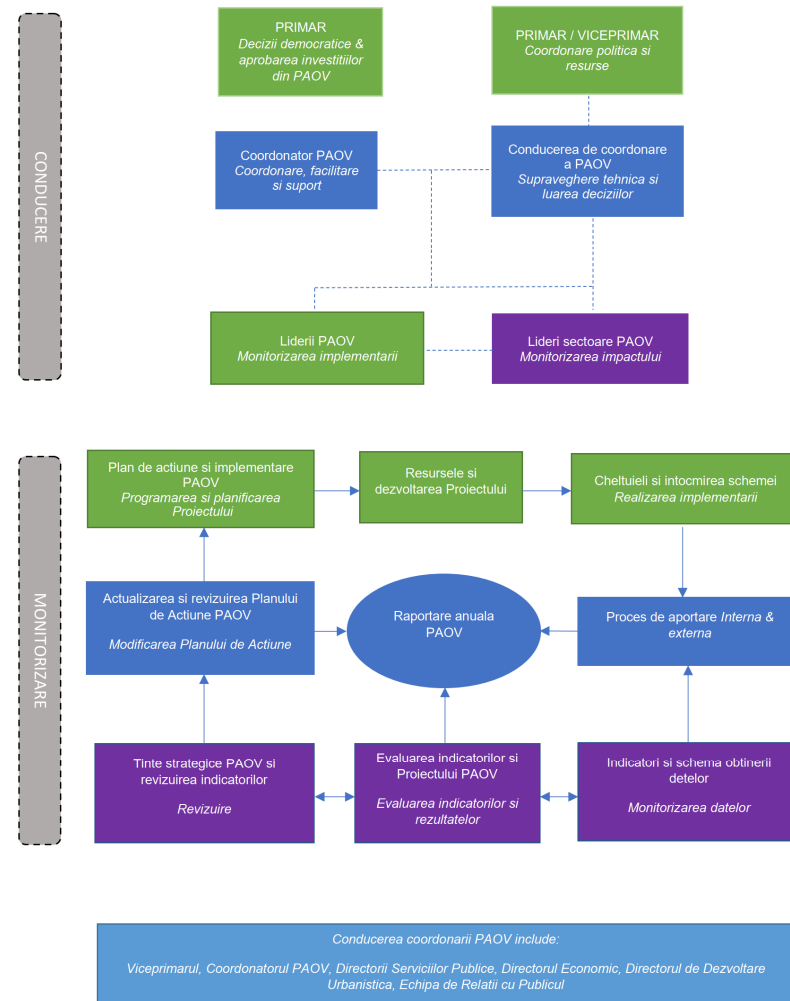 CONDUCERE
PRIMAR
Decizii democratice &
aprobarea investitiilor
din PAOV
PRIMAR / VICEPRIMAR
Coordonare politica si
resurse
Coordonator PAOV
Coordonare, facilitare
si suport
Conducerea de coordonare
a PAOV
Supraveghere tehnica si
luarea deciziilor
Liderii PAOV
Monitorizarea implementarii
Lideri sectoare PAOV
Monitorizarea impactului
MONITORIZARE
Plan de actiune si implementare
PAOV
Programarea si planificarea
Proiectului
Resursele si
dezvoltarea Proiectului
Cheltuieli si intocmirea schemei
Realizarea implementarii
Actualizarea si revizuirea Planului
de Actiune PAOV
Modificarea Planului de Actiune
Raportare anuala
PAOV
Proces de aportare Interna &
externa
Tinte strategice PAOV si
revizuirea indicatorilor
Revizuire
Evaluarea indicatorilor si
Proiectului PAOV
Evaluarea indicatorilor si
rezultatelor
Indicatori si schema obtinerii
detelor
Monitorizarea datelor
Conducerea coordonarii PAOV include:
Viceprimarul, Coordonatorul PAOV, Directorii Serviciilor Publice, Directorul Economic, Directorul de Dezvoltare
Urbanistica, Echipa de Relatii cu Publicul